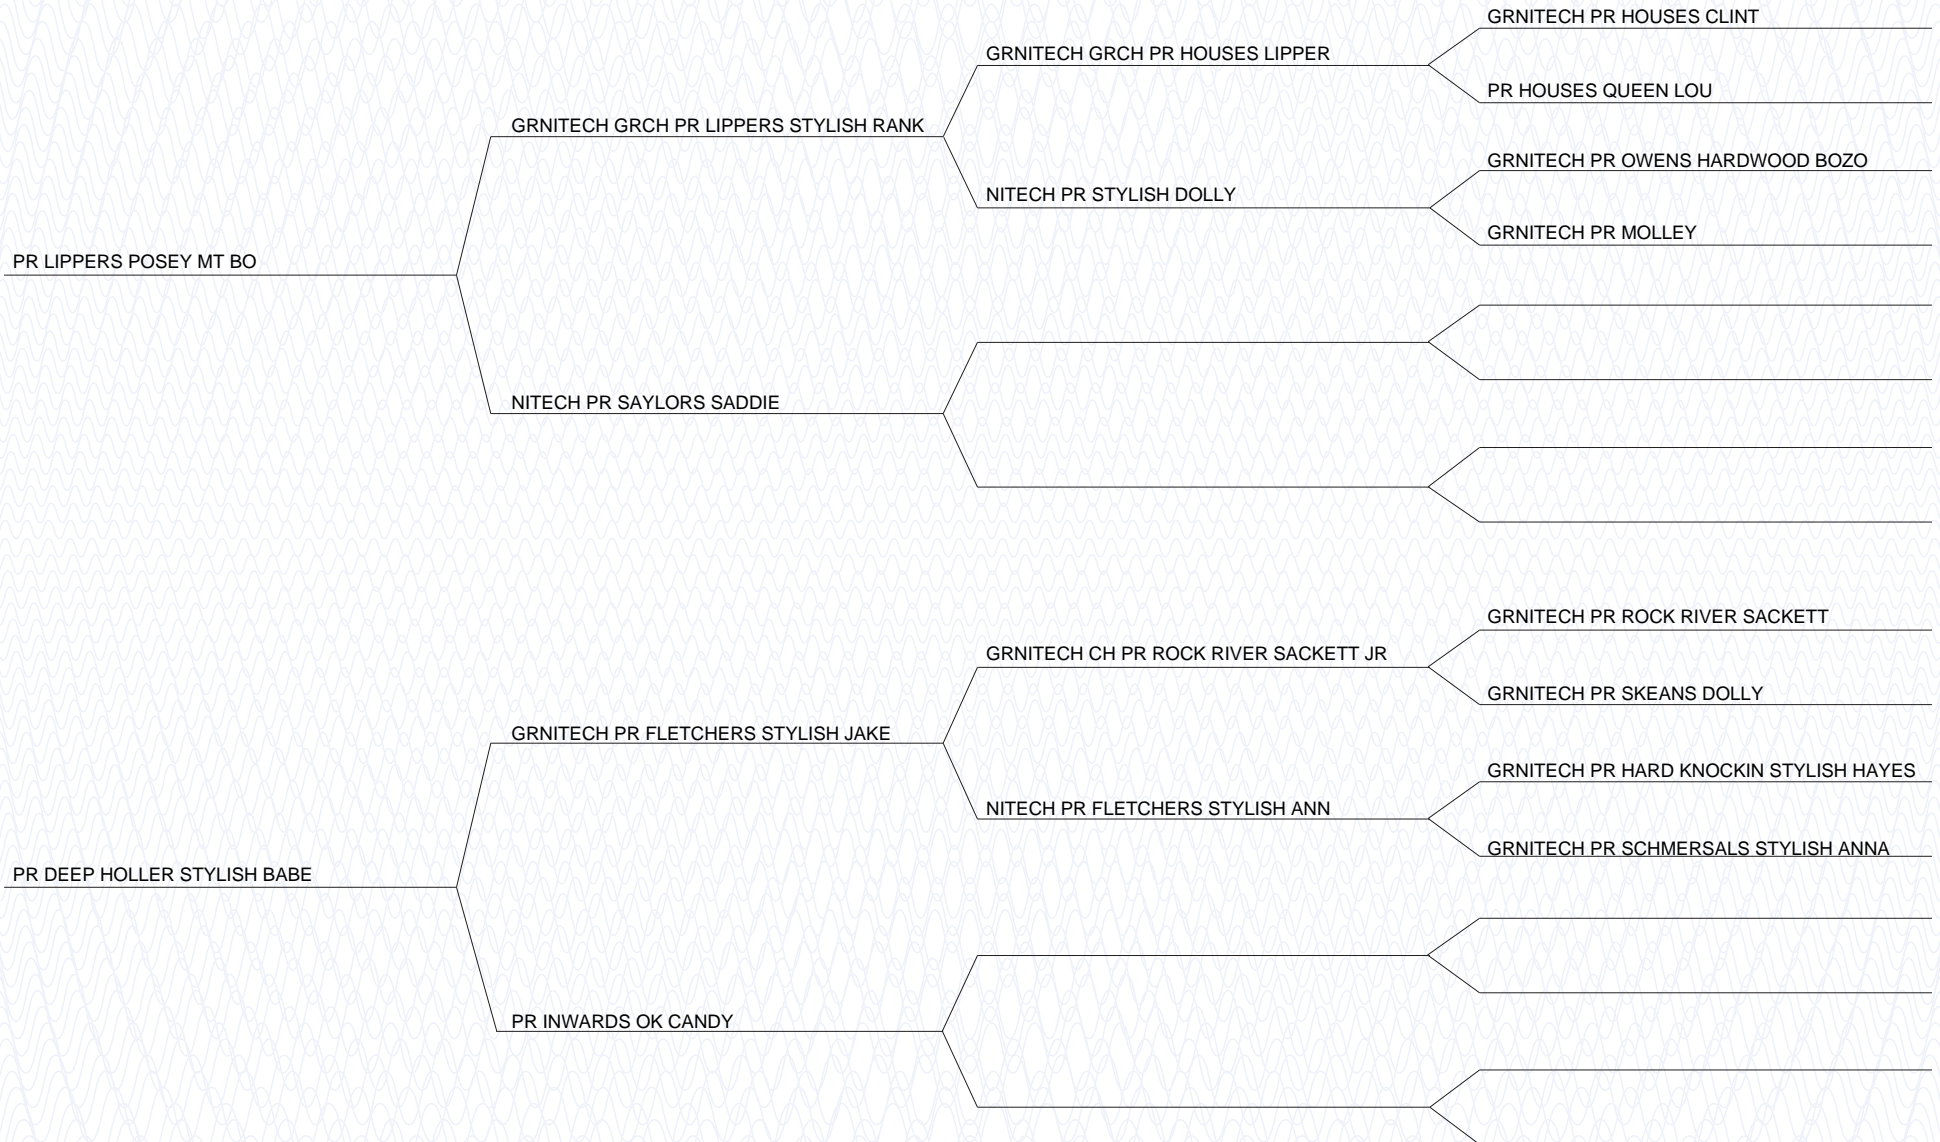 GRNITECH PR HOUSES CLINT
GRNITECH GRCH PR HOUSES LIPPER
PR HOUSES QUEEN LOU
GRNITECH GRCH PR LIPPERS STYLISH RANK
GRNITECH PR OWENS HARDWOOD BOZO
NITECH PR STYLISH DOLLY
GRNITECH PR MOLLEY
PR LIPPERS POSEY MT BO
NITECH PR SAYLORS SADDIE
GRNITECH PR ROCK RIVER SACKETT
GRNITECH CH PR ROCK RIVER SACKETT JR
GRNITECH PR SKEANS DOLLY
GRNITECH PR FLETCHERS STYLISH JAKE
GRNITECH PR HARD KNOCKIN STYLISH HAYES
NITECH PR FLETCHERS STYLISH ANN
GRNITECH PR SCHMERSALS STYLISH ANNA
PR DEEP HOLLER STYLISH BABE
PR INWARDS OK CANDY